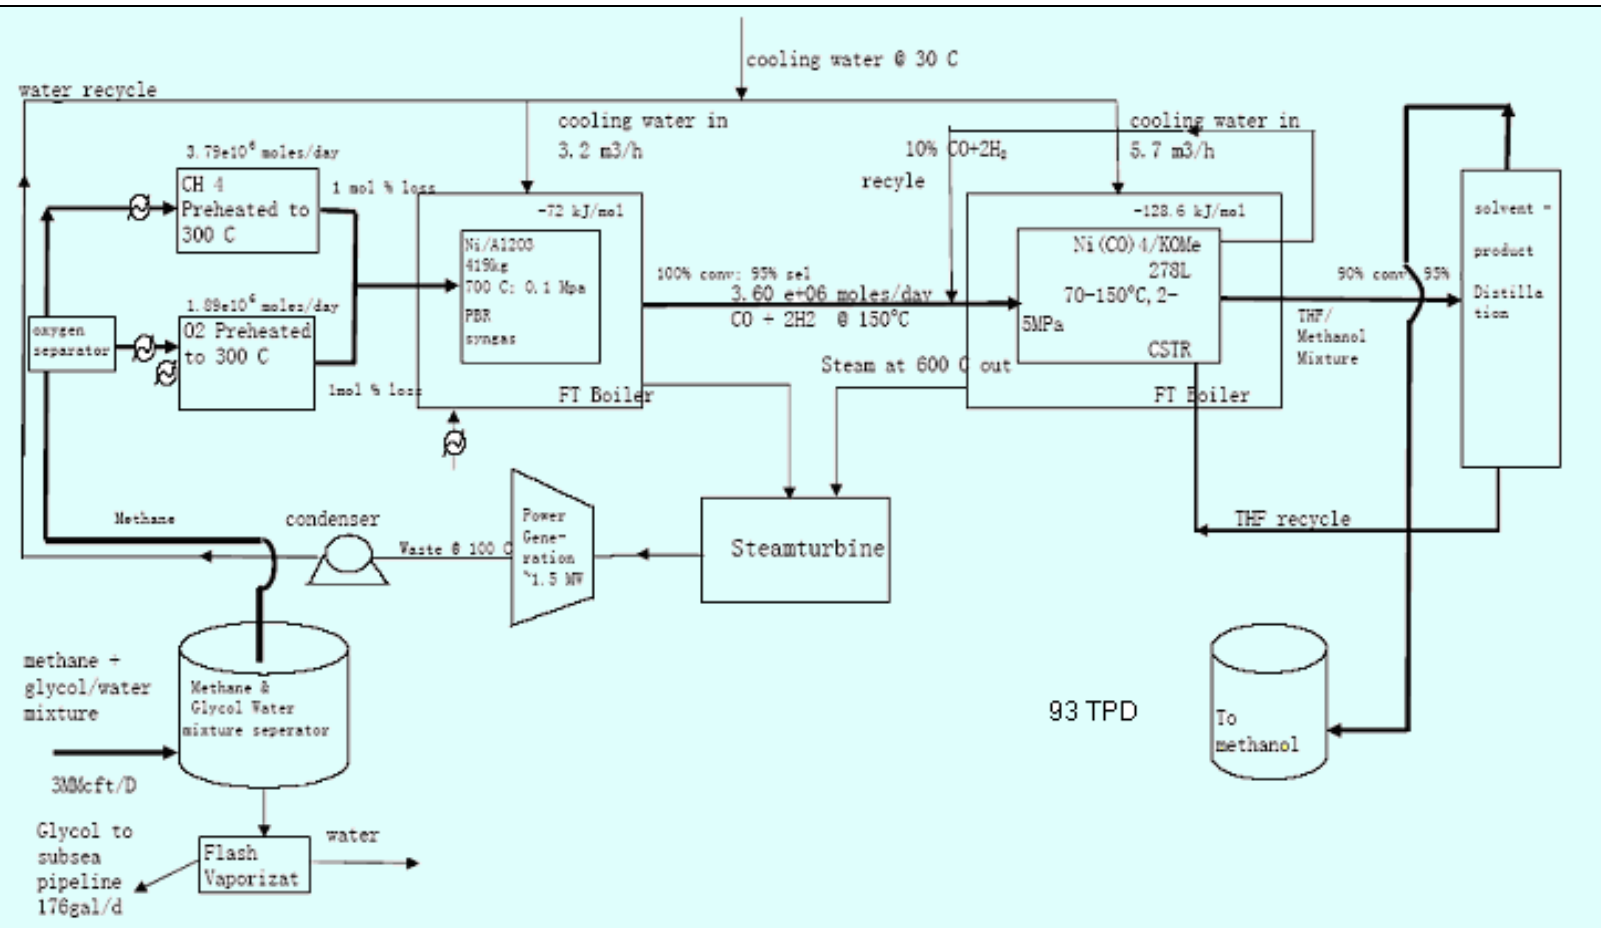 cooling water @ 30 C
water recycle
cooling water in
3.2 m3/h
cooling water in
5.7 m3/h
10% CO+2H₂
recyle
3.79e10⁶ moles/day
CH 4
Preheated to
300 C
1 mol % loss
1.89e10⁶ moles/day
O2 Preheated
to 300 C
1mol % loss
oxygen
separator
-72 kJ/mol
Ni/Al2O3
419kg
700 C: 0.1 Mpa
PBR
syngas
FT Boiler
100% conv: 95% sel
3.60 e+06 moles/day
CO + 2H2 @ 150°C
-128.6 kJ/mol
Ni(CO)4/KOMe
278L
70-150°C, 2-
5MPa
CSTR
FT Boiler
Steam at 600 C out
90% conv: 95%
THF/
Methanol
Mixture
solvent -
product
Distilla
tion
THF recycle
Methane
condenser
Waste @ 100 C
Power
Gene-
ration
~1.5 MW
Steamturbine
methane +
glycol/water
mixture
Methane &
Glycol Water
mixture seperator
3MMcft/D
93 TPD
To
methanol
Glycol to
subsea
pipeline
176gal/d
Flash
Vaporizat
water